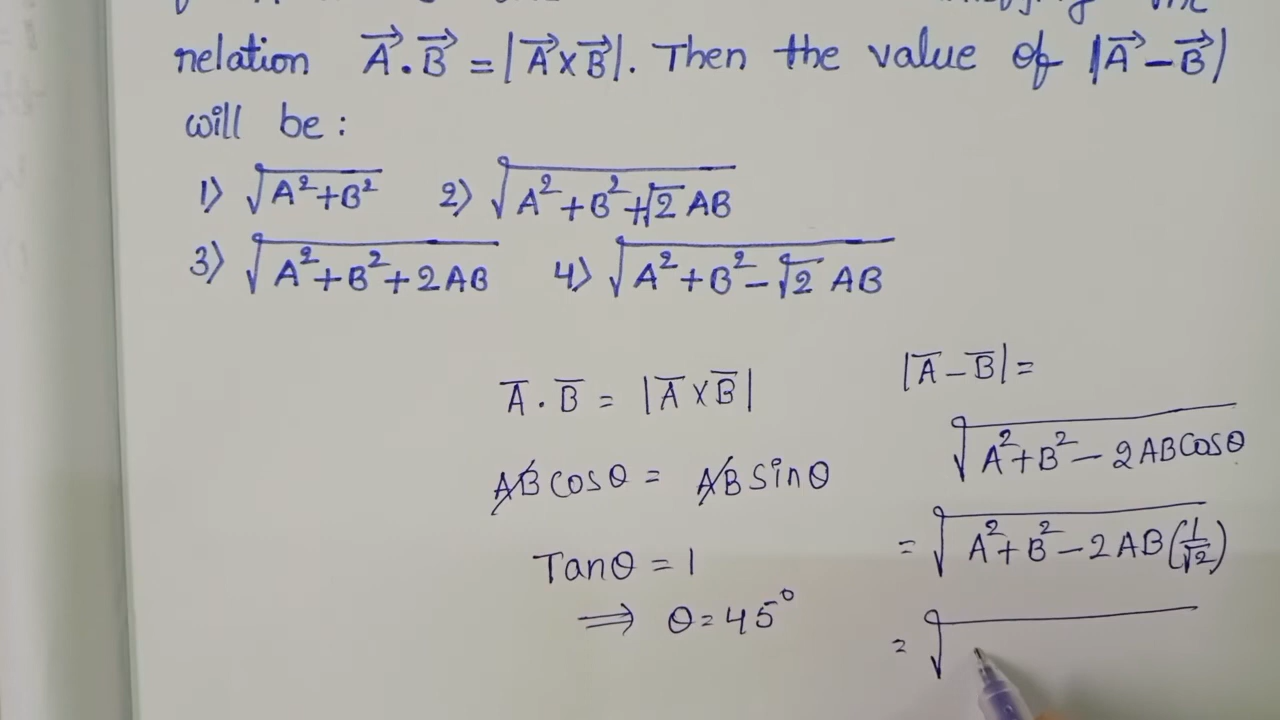 the
relation A⃗.B⃗ = |A⃗×B⃗|. Then the value of |A⃗−B⃗|
will be:
1) √(A²+B²) 2) √(A²+B²+√2 AB)
3) √(A²+B²+2AB) 4) √(A²+B²−√2 AB)
A̅.B̅ = |A̅×B̅|
ABcosθ = ABsinθ
Tanθ = 1
⟹ θ=45°
|A̅−B̅| =
√(A²+B²−2ABcosθ)
= √(A²+B²−2AB(1/√2))
= √